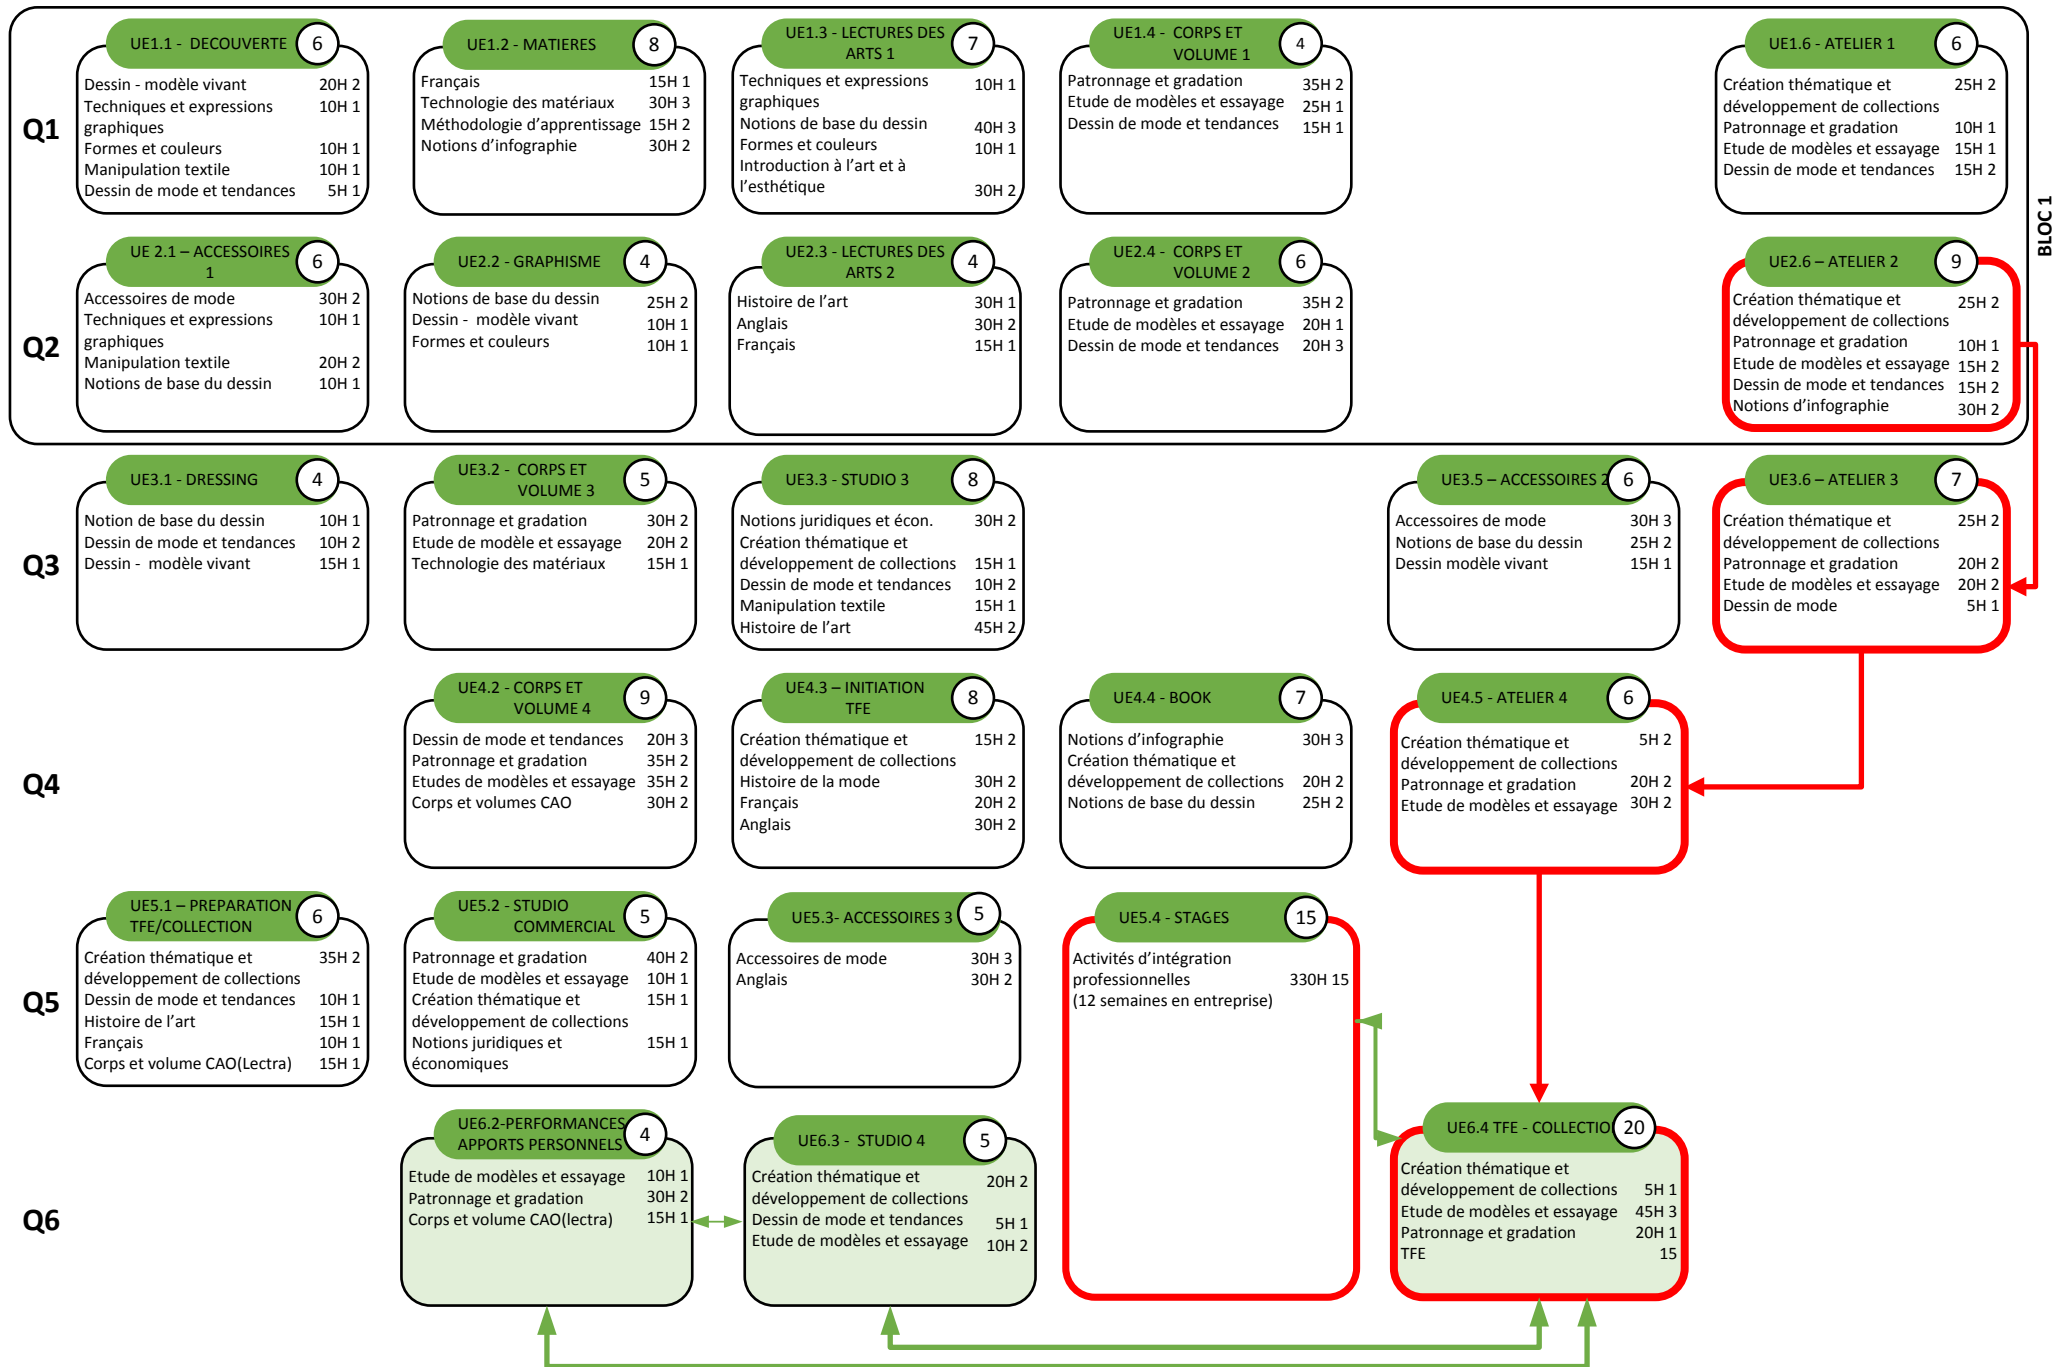 Q1
UE1.1 - DECOUVERTE 6
Dessin - modèle vivant 20H 2
Techniques et expressions 10H 1
graphiques
Formes et couleurs 10H 1
Manipulation textile 10H 1
Dessin de mode et tendances 5H 1
UE1.2 - MATIERES 8
Français 15H 1
Technologie des matériaux 30H 3
Méthodologie d'apprentissage 15H 2
Notions d'infographie 30H 2
UE1.3 - LECTURES DES
ARTS 1 7
Techniques et expressions 10H 1
graphiques
Notions de base du dessin 40H 3
Formes et couleurs 10H 1
Introduction à l'art et à
l'esthétique 30H 2
UE1.4 - CORPS ET
VOLUME 1 4
Patronnage et gradation 35H 2
Etude de modèles et essayage 25H 1
Dessin de mode et tendances 15H 1
UE1.6 - ATELIER 1 6
Création thématique et 25H 2
développement de collections
Patronnage et gradation 10H 1
Etude de modèles et essayage 15H 1
Dessin de mode et tendances 15H 2
BLOC 1
Q2
UE 2.1 – ACCESSOIRES
1 6
Accessoires de mode 30H 2
Techniques et expressions 10H 1
graphiques
Manipulation textile 20H 2
Notions de base du dessin 10H 1
UE2.2 - GRAPHISME 4
Notions de base du dessin 25H 2
Dessin - modèle vivant 10H 1
Formes et couleurs 10H 1
UE2.3 - LECTURES DES
ARTS 2 4
Histoire de l'art 30H 1
Anglais 30H 2
Français 15H 1
UE2.4 - CORPS ET
VOLUME 2 6
Patronnage et gradation 35H 2
Etude de modèles et essayage 20H 1
Dessin de mode et tendances 20H 3
UE2.6 – ATELIER 2 9
Création thématique et 25H 2
développement de collections
Patronnage et gradation 10H 1
Etude de modèles et essayage 15H 2
Dessin de mode et tendances 15H 2
Notions d'infographie 30H 2
Q3
UE3.1 - DRESSING 4
Notion de base du dessin 10H 1
Dessin de mode et tendances 10H 2
Dessin - modèle vivant 15H 1
UE3.2 - CORPS ET
VOLUME 3 5
Patronnage et gradation 30H 2
Etude de modèle et essayage 20H 2
Technologie des matériaux 15H 1
UE3.3 - STUDIO 3 8
Notions juridiques et écon. 30H 2
Création thématique et
développement de collections 15H 1
Dessin de mode et tendances 10H 2
Manipulation textile 15H 1
Histoire de l'art 45H 2
UE3.5 – ACCESSOIRES 2 6
Accessoires de mode 30H 3
Notions de base du dessin 25H 2
Dessin modèle vivant 15H 1
UE3.6 – ATELIER 3 7
Création thématique et 25H 2
développement de collections
Patronnage et gradation 20H 2
Etude de modèles et essayage 20H 2
Dessin de mode 5H 1
Q4
UE4.2 - CORPS ET
VOLUME 4 9
Dessin de mode et tendances 20H 3
Patronnage et gradation 35H 2
Etudes de modèles et essayage 35H 2
Corps et volumes CAO 30H 2
UE4.3 – INITIATION
TFE 8
Création thématique et 15H 2
développement de collections
Histoire de la mode 30H 2
Français 20H 2
Anglais 30H 2
UE4.4 - BOOK 7
Notions d'infographie 30H 3
Création thématique et
développement de collections 20H 2
Notions de base du dessin 25H 2
UE4.5 - ATELIER 4 6
Création thématique et 5H 2
développement de collections
Patronnage et gradation 20H 2
Etude de modèles et essayage 30H 2
Q5
UE5.1 – PREPARATION
TFE/COLLECTION 6
Création thématique et 35H 2
développement de collections
Dessin de mode et tendances 10H 1
Histoire de l'art 15H 1
Français 10H 1
Corps et volume CAO(Lectra) 15H 1
UE5.2 - STUDIO
COMMERCIAL 5
Patronnage et gradation 40H 2
Etude de modèles et essayage 10H 1
Création thématique et 15H 1
développement de collections
Notions juridiques et 15H 1
économiques
UE5.3- ACCESSOIRES 3 5
Accessoires de mode 30H 3
Anglais 30H 2
UE5.4 - STAGES 15
Activités d'intégration
professionnelles 330H 15
(12 semaines en entreprise)
Q6
UE6.2-PERFORMANCES
APPORTS PERSONNELS 4
Etude de modèles et essayage 10H 1
Patronnage et gradation 30H 2
Corps et volume CAO(lectra) 15H 1
UE6.3 - STUDIO 4 5
Création thématique et 20H 2
développement de collections
Dessin de mode et tendances 5H 1
Etude de modèles et essayage 10H 2
UE6.4 TFE - COLLECTIO 20
Création thématique et
développement de collections 5H 1
Etude de modèles et essayage 45H 3
Patronnage et gradation 20H 1
TFE 15